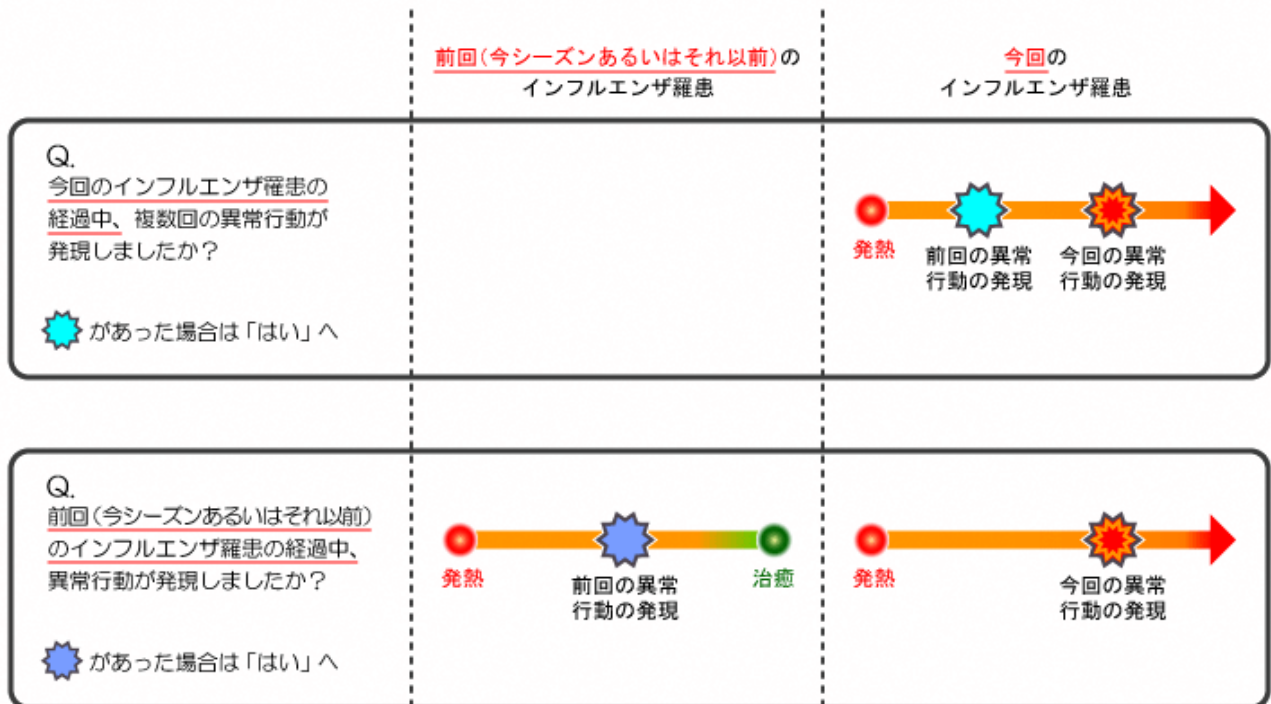 前回(今シーズンあるいはそれ以前)の
インフルエンザ罹患
今回の
インフルエンザ罹患
Q.
今回のインフルエンザ罹患の
経過中、複数回の異常行動が
発現しましたか？
があった場合は「はい」へ
発熱
前回の異常
行動の発現
今回の異常
行動の発現
Q.
前回(今シーズンあるいはそれ以前)
のインフルエンザ罹患の経過中、
異常行動が発現しましたか？
があった場合は「はい」へ
発熱
前回の異常
行動の発現
治癒
発熱
今回の異常
行動の発現